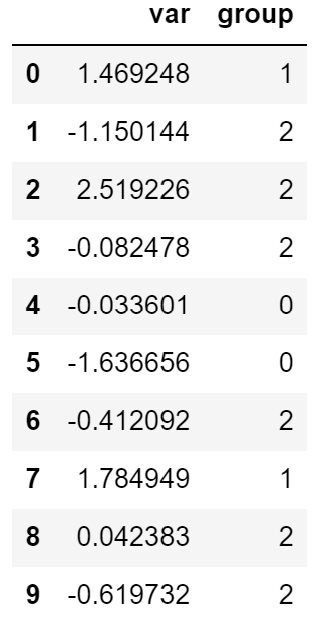 var group
0 1.469248 1
1 -1.150144 2
2 2.519226 2
3 -0.082478 2
4 -0.033601 0
5 -1.636656 0
6 -0.412092 2
7 1.784949 1
8 0.042383 2
9 -0.619732 2